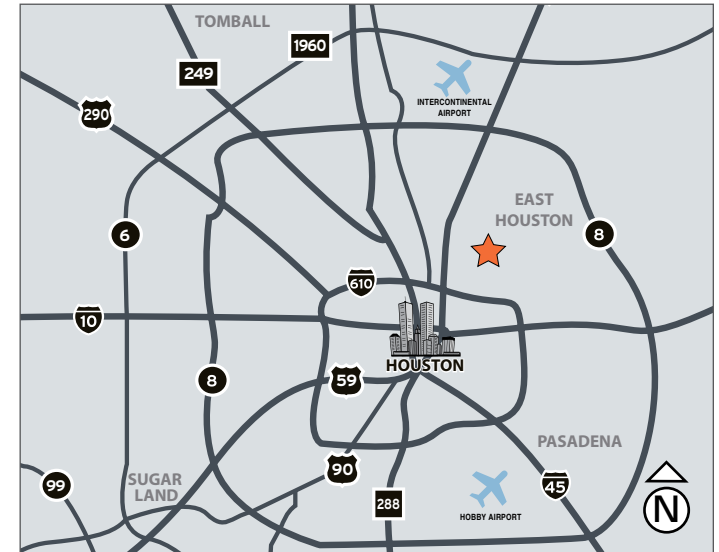 TOMBALL
1960
249
INTERCONTINENTAL
AIRPORT
290
EAST
HOUSTON
6
8
610
10
HOUSTON
8
59
PASADENA
90
SUGAR
LAND
99
288
HOBBY AIRPORT
45
N